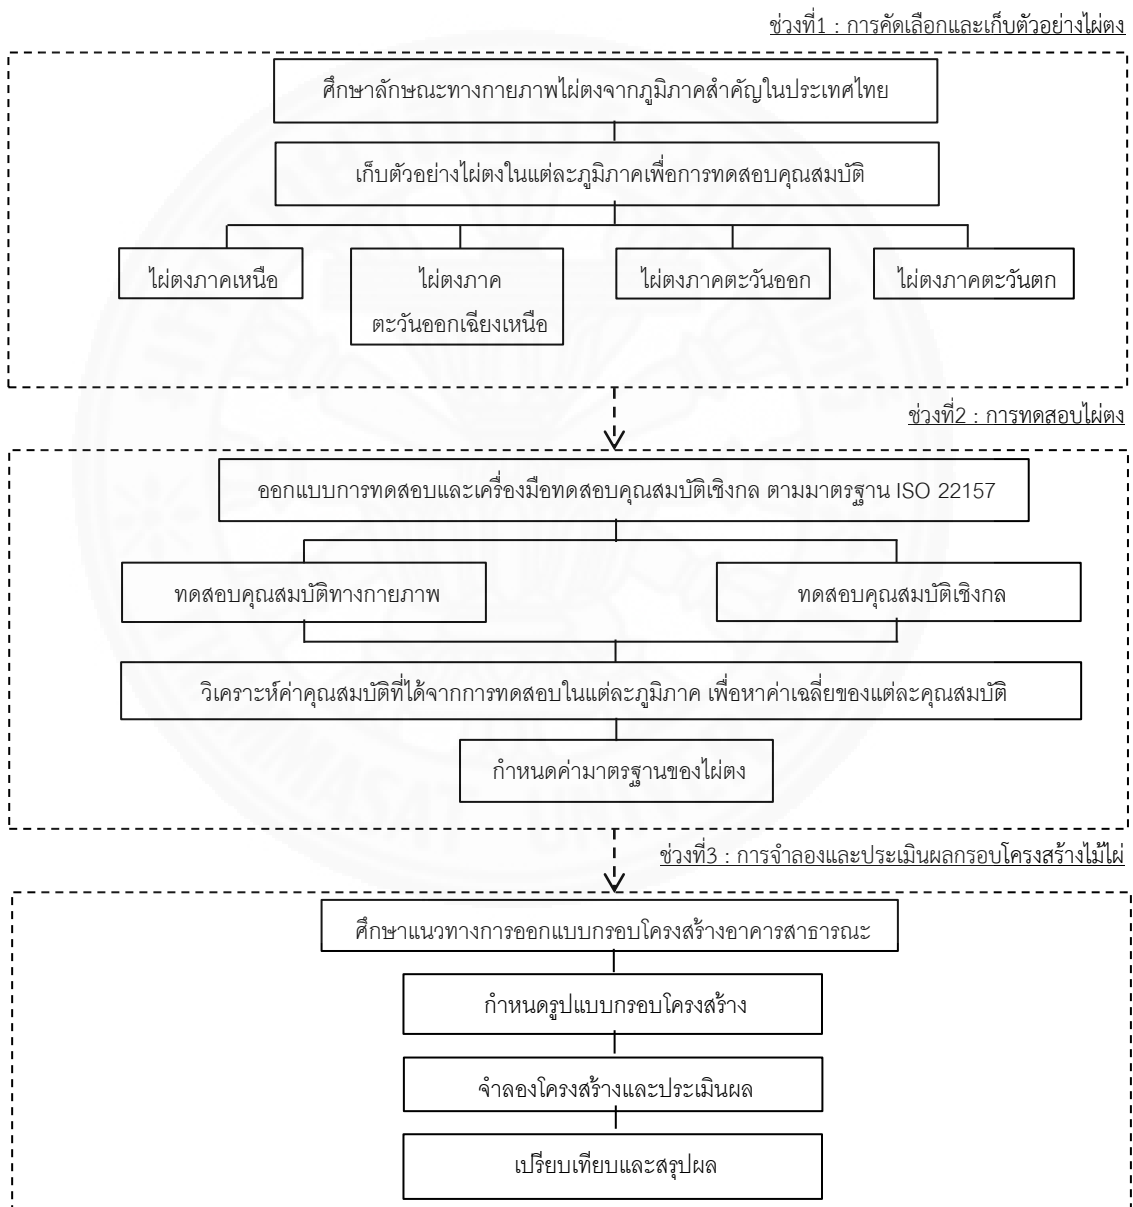 ช่วงที่1 : การคัดเลือกและเก็บตัวอย่างไผ่ตง
ศึกษาลักษณะทางกายภาพไผ่ตงจากภูมิภาคสำคัญในประเทศไทย
เก็บตัวอย่างไผ่ตงในแต่ละภูมิภาคเพื่อการทดสอบคุณสมบัติ
ไผ่ตงภาคเหนือ
ไผ่ตงภาค
ตะวันออกเฉียงเหนือ
ไผ่ตงภาคตะวันออก
ไผ่ตงภาคตะวันตก
ช่วงที่2 : การทดสอบไผ่ตง
ออกแบบการทดสอบและเครื่องมือทดสอบคุณสมบัติเชิงกล ตามมาตรฐาน ISO 22157
ทดสอบคุณสมบัติทางกายภาพ
ทดสอบคุณสมบัติเชิงกล
วิเคราะห์ค่าคุณสมบัติที่ได้จากการทดสอบในแต่ละภูมิภาค เพื่อหาค่าเฉลี่ยของแต่ละคุณสมบัติ
กำหนดค่ามาตรฐานของไผ่ตง
ช่วงที่3 : การจำลองและประเมินผลกรอบโครงสร้างไม้ไผ่
ศึกษาแนวทางการออกแบบกรอบโครงสร้างอาคารสาธารณะ
กำหนดรูปแบบกรอบโครงสร้าง
จำลองโครงสร้างและประเมินผล
เปรียบเทียบและสรุปผล